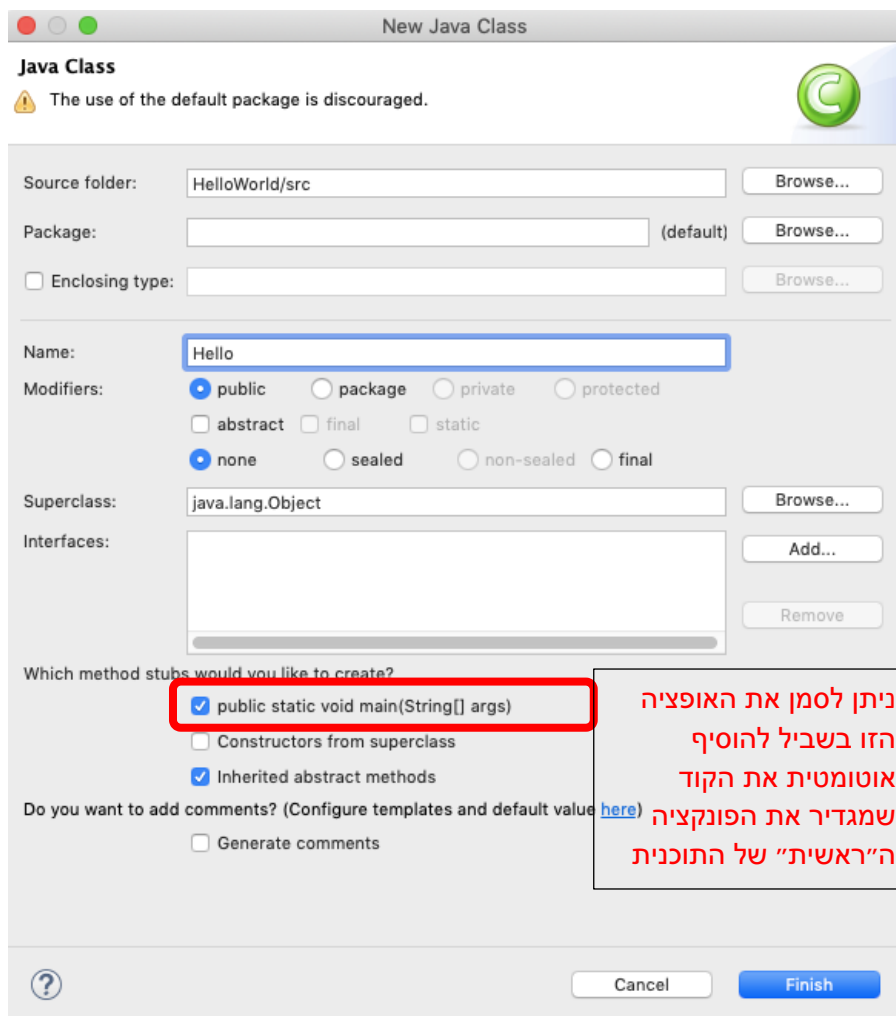 New Java Class
Java Class
The use of the default package is discouraged.
Source folder: HelloWorld/src Browse...
Package: (default) Browse...
Enclosing type: Browse...
Name: Hello
Modifiers: public package private protected
abstract final static
none sealed non-sealed final
Superclass: java.lang.Object Browse...
Interfaces: Add...
Remove
Which method stubs would you like to create?
public static void main(String[] args)
Constructors from superclass
Inherited abstract methods
Do you want to add comments? (Configure templates and default value here)
Generate comments
ניתן לסמן את האופציה
הזו בשביל להוסיף
אוטומטית את הקוד
שמגדיר את הפונקציה
ה״ראשית״ של התוכנית
? Cancel Finish